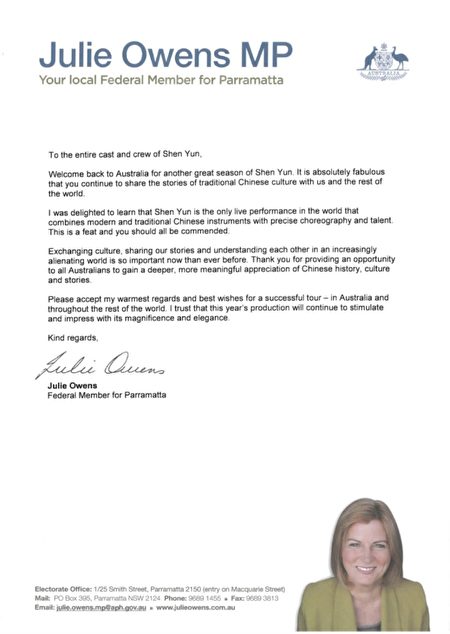 Julie Owens MP
Your local Federal Member for Parramatta
AUSTRALIA
To the entire cast and crew of Shen Yun,
Welcome back to Australia for another great season of Shen Yun. It is absolutely fabulous
that you continue to share the stories of traditional Chinese culture with us and the rest of
the world.
I was delighted to learn that Shen Yun is the only live performance in the world that
combines modern and traditional Chinese instruments with precise choreography and talent.
This is a feat and you should all be commended.
Exchanging culture, sharing our stories and understanding each other in an increasingly
alienating world is so important now than ever before. Thank you for providing an opportunity
to all Australians to gain a deeper, more meaningful appreciation of Chinese history, culture
and stories.
Please accept my warmest regards and best wishes for a successful tour – in Australia and
throughout the rest of the world. I trust that this year's production will continue to stimulate
and impress with its magnificence and elegance.
Kind regards,
Julie Owens
Julie Owens
Federal Member for Parramatta
Electorate Office: 1/25 Smith Street, Parramatta 2150 (entry on Macquarie Street)
Mail: PO Box 395, Parramatta NSW 2124 Phone: 9689 1455 • Fax: 9689 3813
Email: julie.owens.mp@aph.gov.au • www.julieowens.com.au